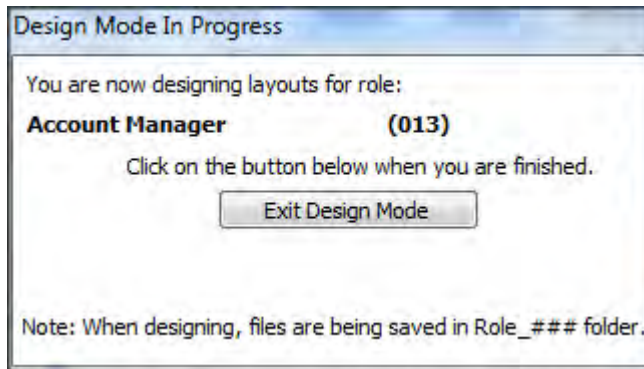 Design Mode In Progress
You are now designing layouts for role:
Account Manager (013)
Click on the button below when you are finished.
Exit Design Mode
Note: When designing, files are being saved in Role_### folder.